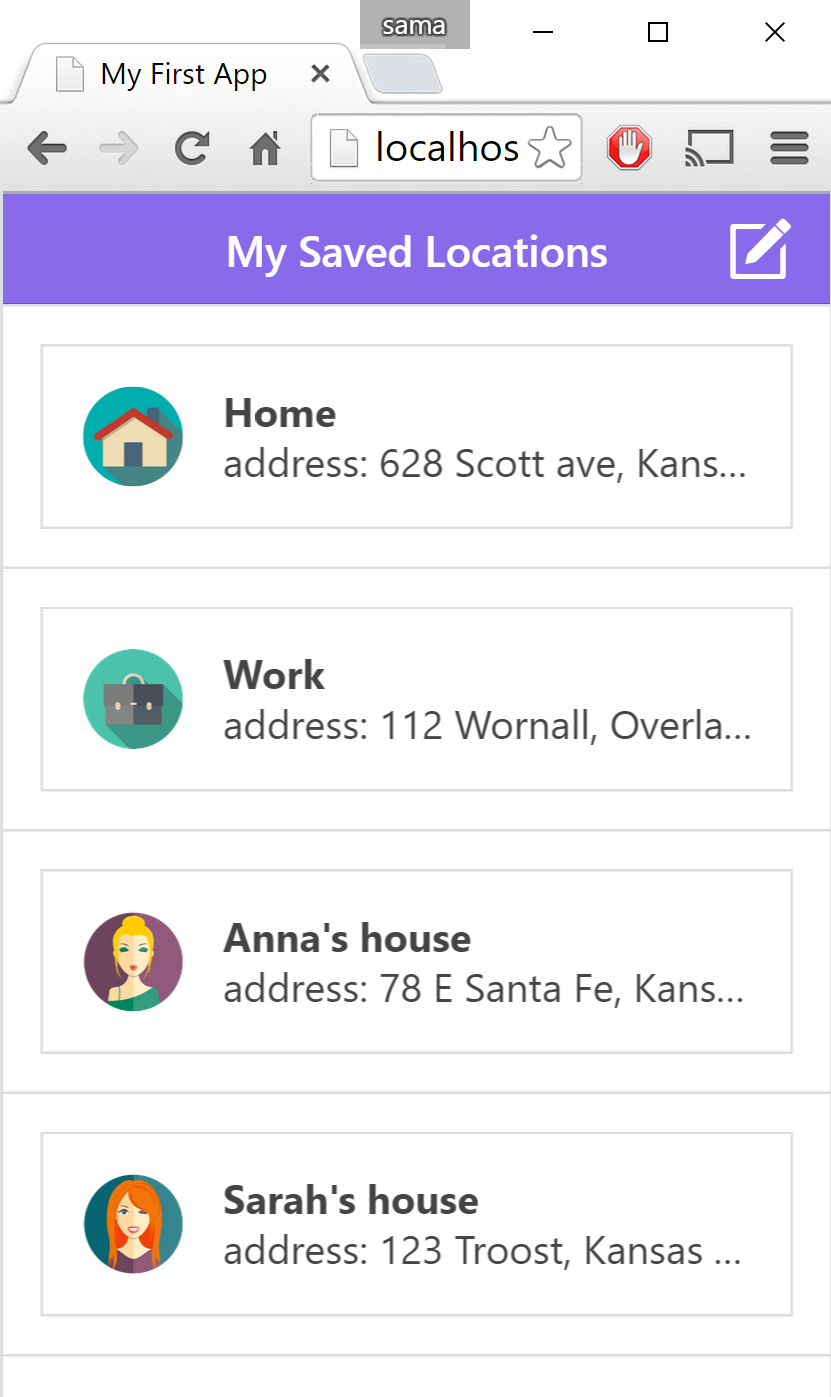 sama
My First App
localhos
My Saved Locations
Home
address: 628 Scott ave, Kans...
Work
address: 112 Wornall, Overla...
Anna's house
address: 78 E Santa Fe, Kans...
Sarah's house
address: 123 Troost, Kansas ...